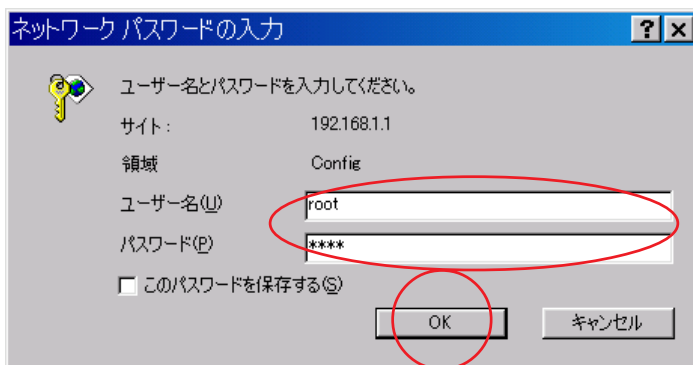 ネットワーク パスワードの入力
ユーザー名とパスワードを入力してください。
サイト: 192.168.1.1
領域 Config
ユーザー名(U) root
パスワード(P) ****
このパスワードを保存する(S)
OK キャンセル